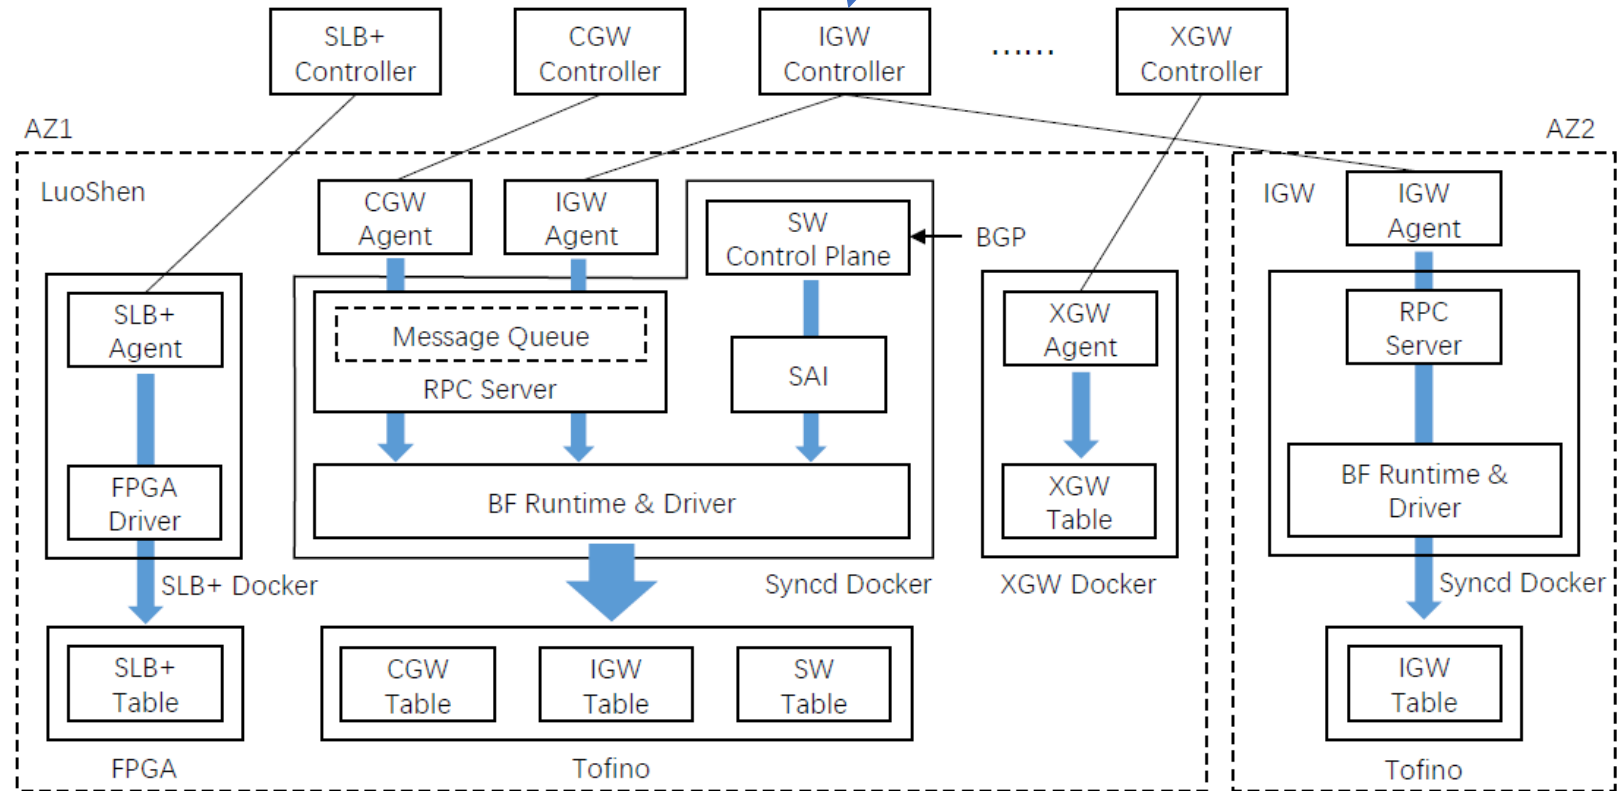 SLB+
Controller
CGW
Controller
IGW
Controller
......
XGW
Controller
AZ1
AZ2
LuoShen
CGW
Agent
IGW
Agent
SW
Control Plane
BGP
IGW
IGW
Agent
SLB+
Agent
Message Queue
RPC Server
SAI
XGW
Agent
RPC
Server
FPGA
Driver
BF Runtime & Driver
XGW
Table
BF Runtime &
Driver
SLB+ Docker
Syncd Docker
XGW Docker
Syncd Docker
SLB+
Table
CGW
Table
IGW
Table
SW
Table
IGW
Table
FPGA
Tofino
Tofino